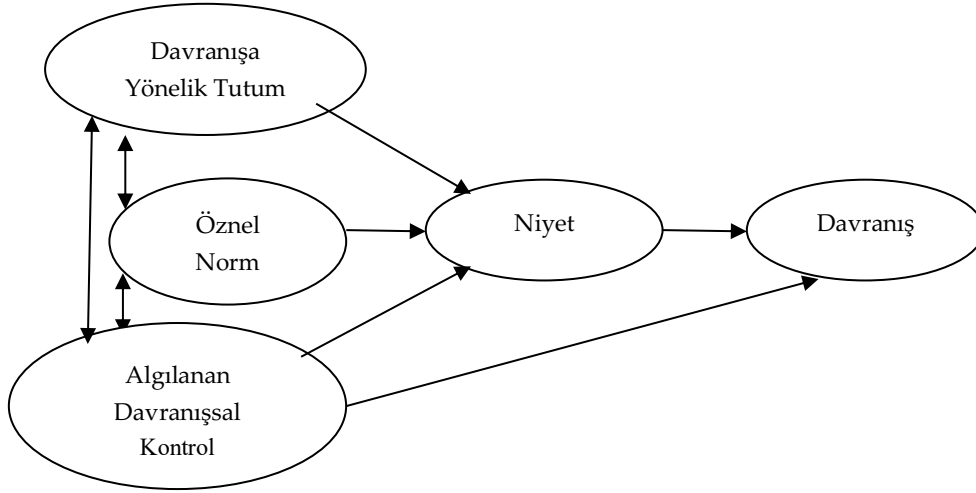 Davranışa
Yönelik Tutum
Öznel
Norm
Niyet
Davranış
Algılanan
Davranışsal
Kontrol